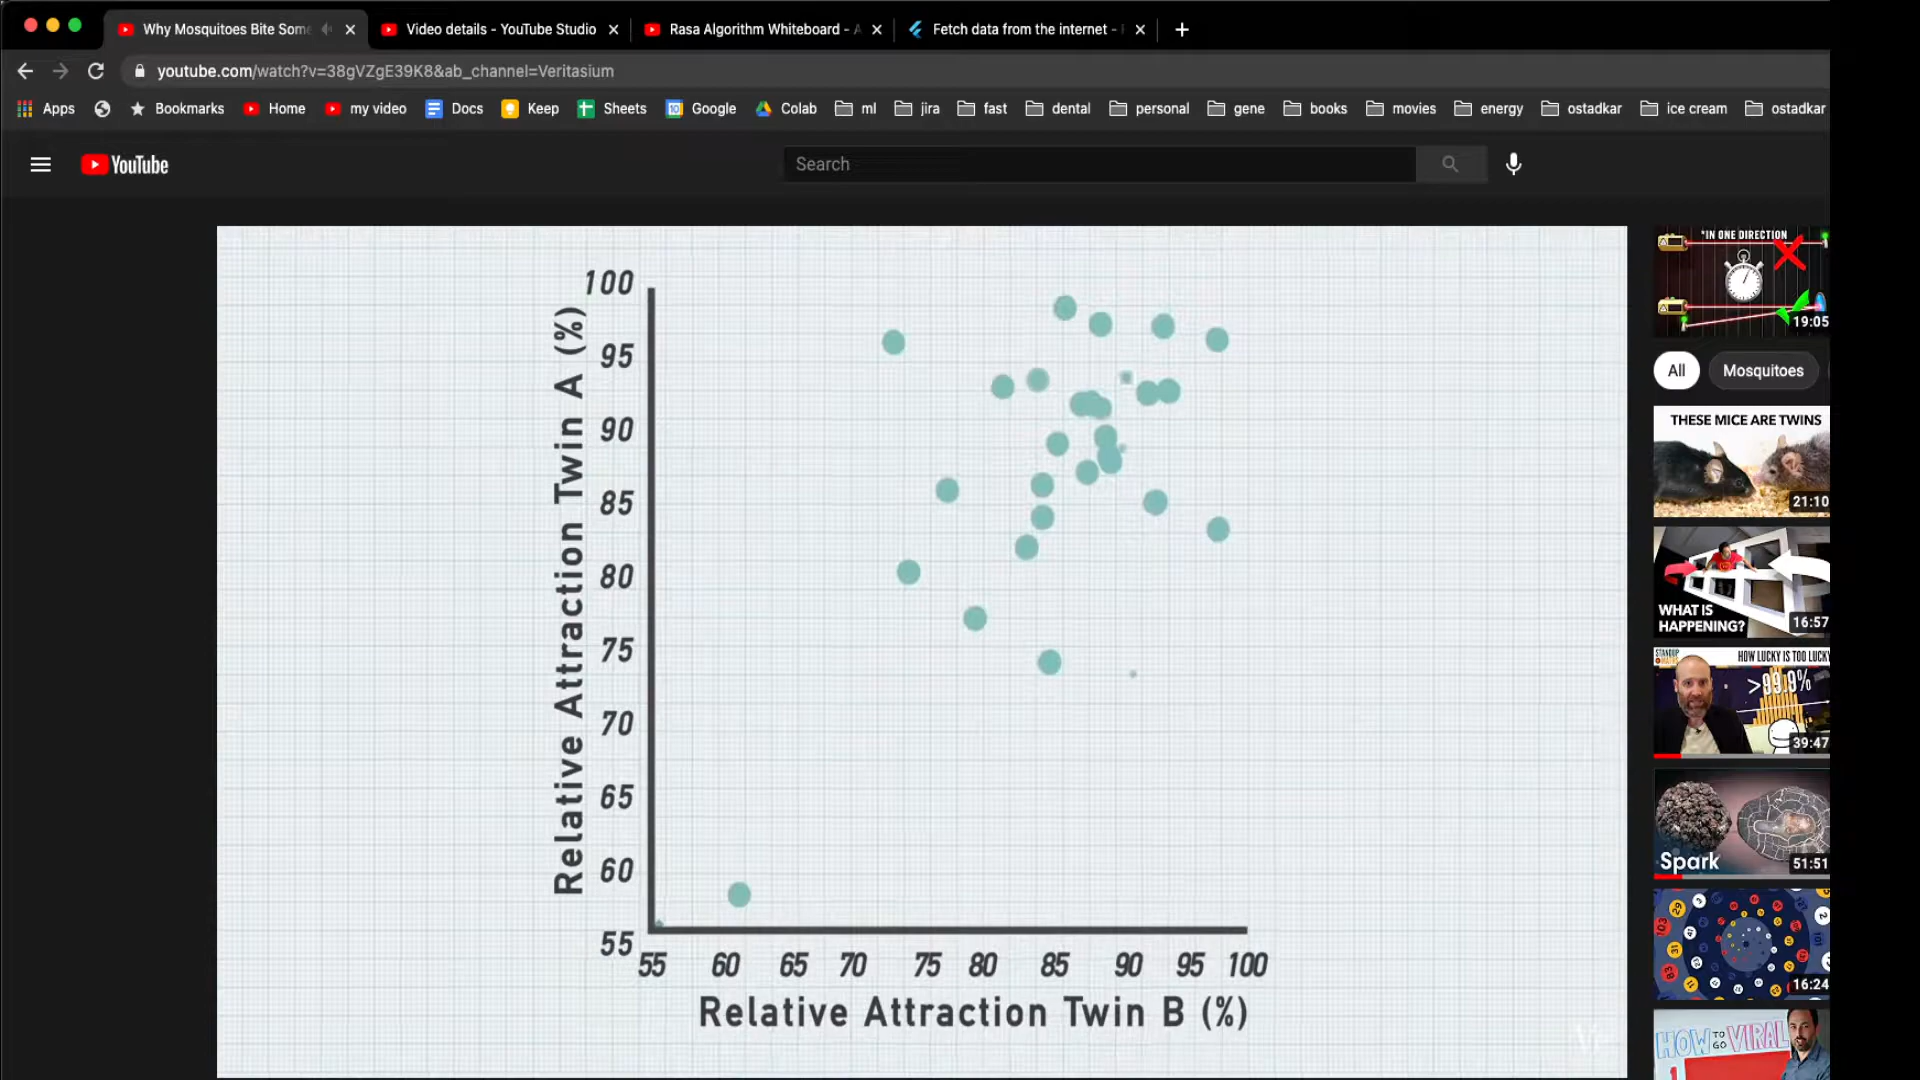 Why Mosquitoes Bite Some
Video details - YouTube Studio
Rasa Algorithm Whiteboard - A
Fetch data from the internet -
youtube.com/watch?v=38gVZgE39K8&ab_channel=Veritasium
Apps Bookmarks Home my video Docs Keep Sheets Google Colab ml jira fast dental personal gene books movies energy ostadkar ice cream ostadkar
YouTube
Search
100
95
90
85
80
75
70
65
60
55
Relative Attraction Twin A (%)
55 60 65 70 75 80 85 90 95 100
Relative Attraction Twin B (%)
*IN ONE DIRECTION
19:05
All Mosquitoes
THESE MICE ARE TWINS
21:10
WHAT IS
HAPPENING?
16:57
STANDUP
MATHS
HOW LUCKY IS TOO LUCKY
>99.9%
39:47
Spark
51:51
16:24
HOW TO GO VIRAL